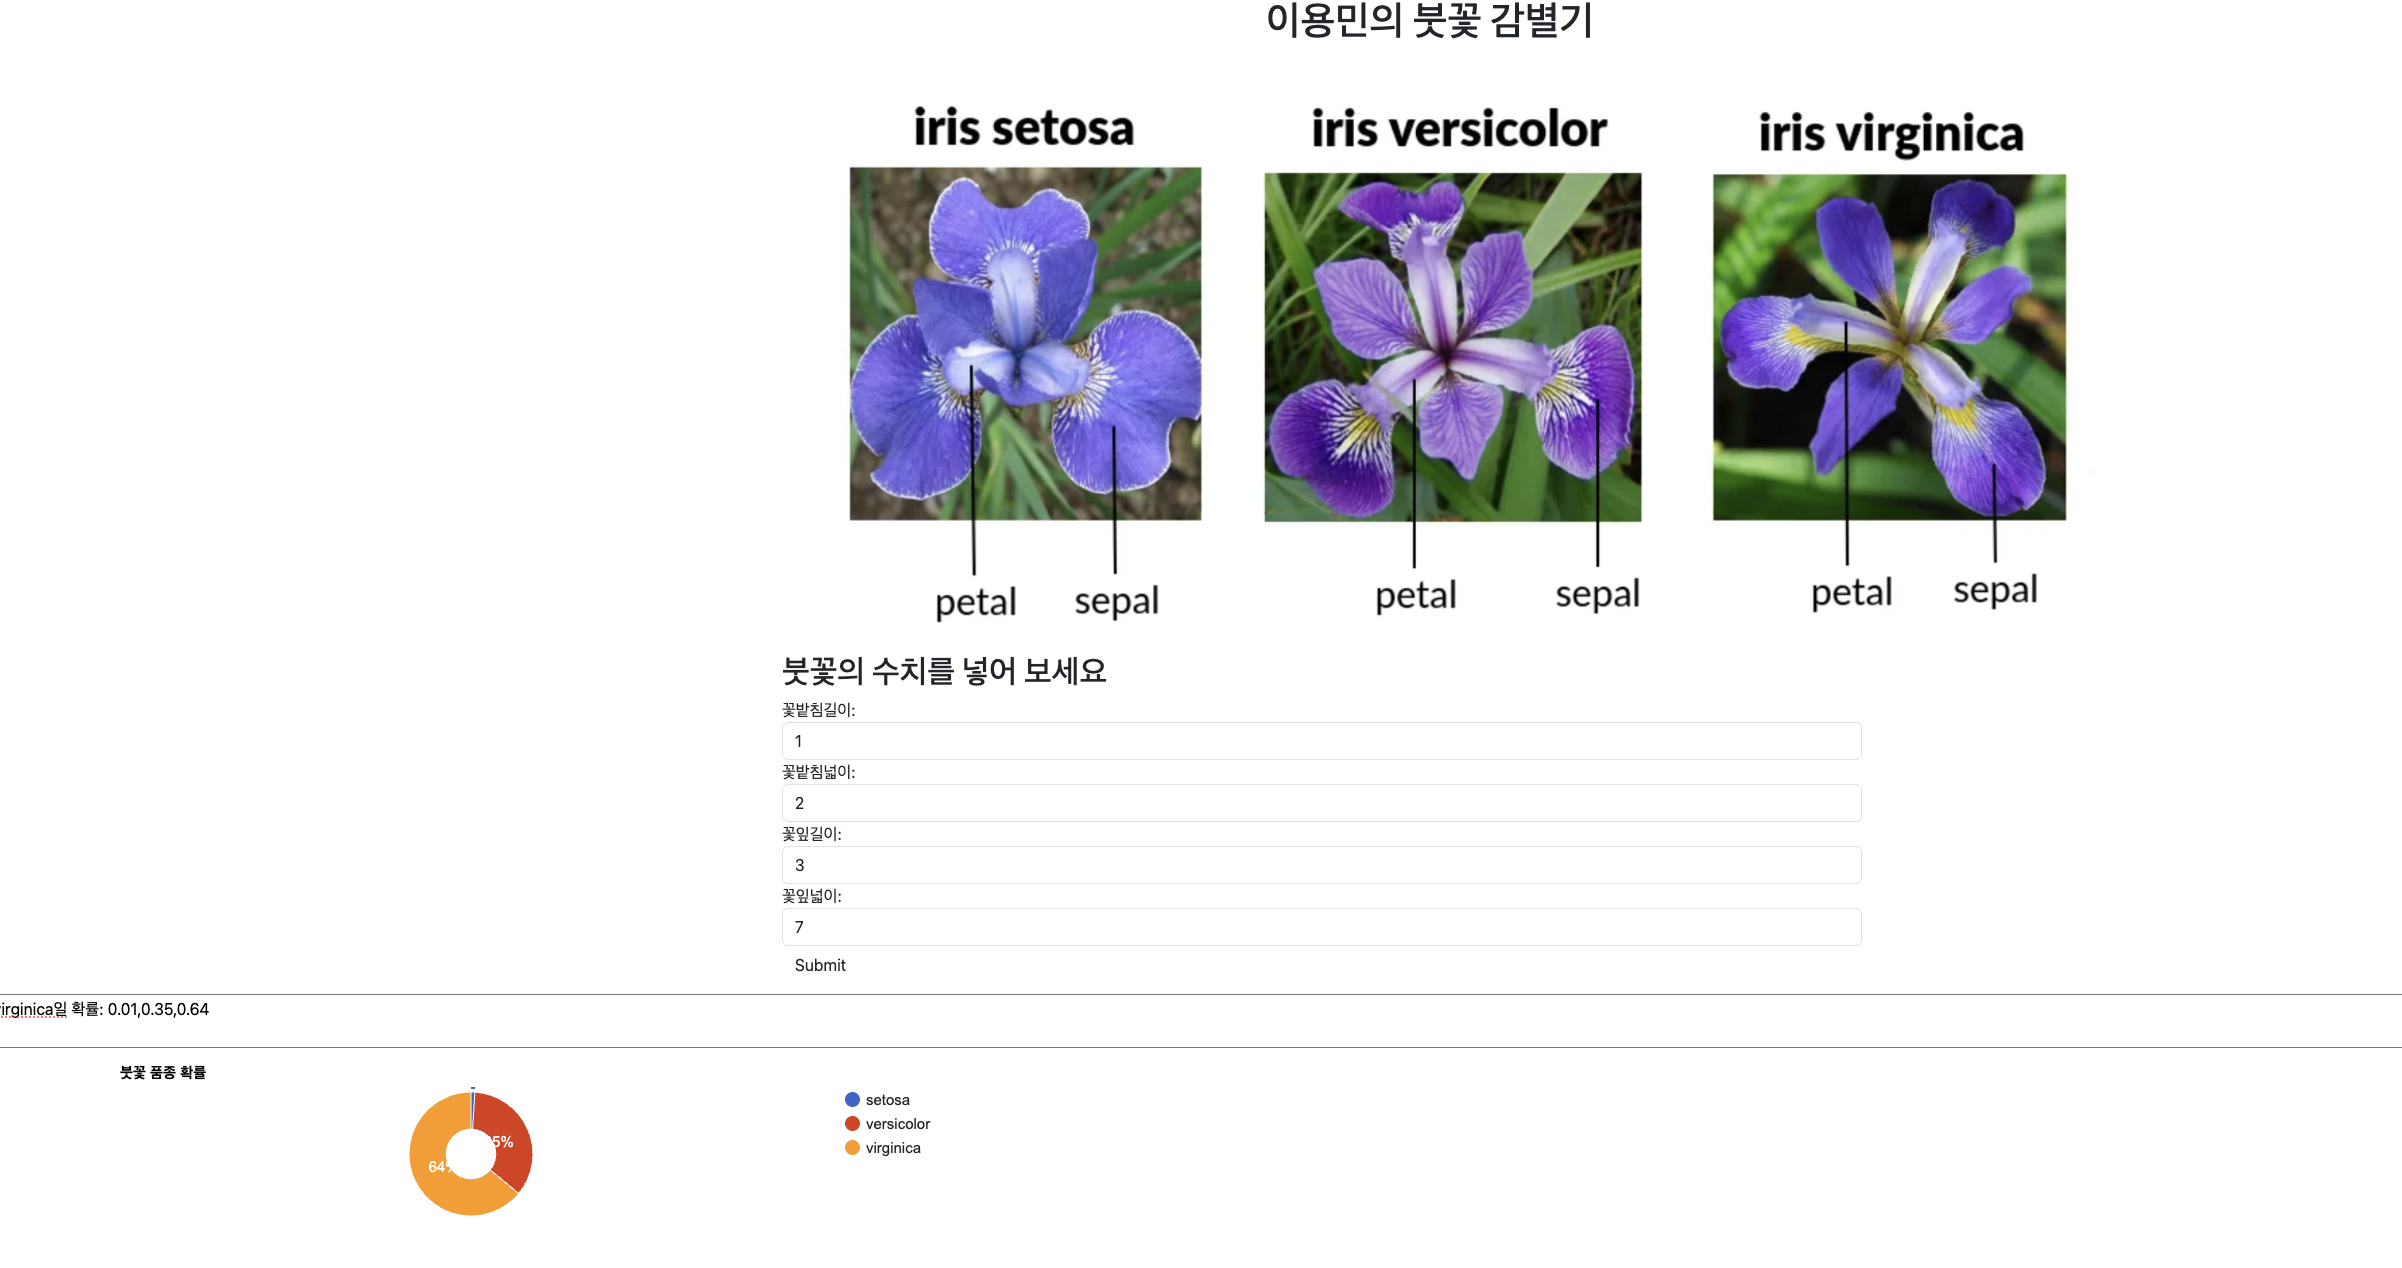 이용민의 붓꽃 감별기
iris setosa
iris versicolor
iris virginica
petal
sepal
petal
sepal
petal
sepal
붓꽃의 수치를 넣어 보세요
꽃밭침길이:
1
꽃밭침넓이:
2
꽃잎길이:
3
꽃잎넓이:
7
Submit
irginica일 확률: 0.01,0.35,0.64
붓꽃 품종 확률
5%
64%
setosa
versicolor
virginica